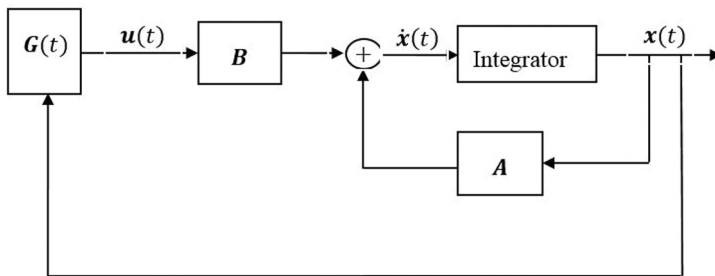 G(t)
u(t)
B
+
ẋ(t)
Integrator
x(t)
A